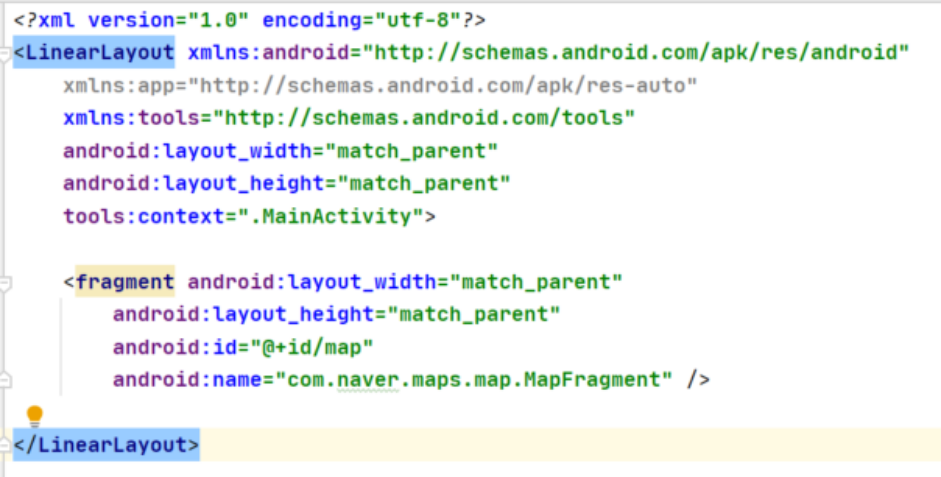 <?xml version="1.0" encoding="utf-8"?>
<LinearLayout xmlns:android="http://schemas.android.com/apk/res/android"
    xmlns:app="http://schemas.android.com/apk/res-auto"
    xmlns:tools="http://schemas.android.com/tools"
    android:layout_width="match_parent"
    android:layout_height="match_parent"
    tools:context=".MainActivity">

    <fragment android:layout_width="match_parent"
        android:layout_height="match_parent"
        android:id="@+id/map"
        android:name="com.naver.maps.map.MapFragment" />

</LinearLayout>